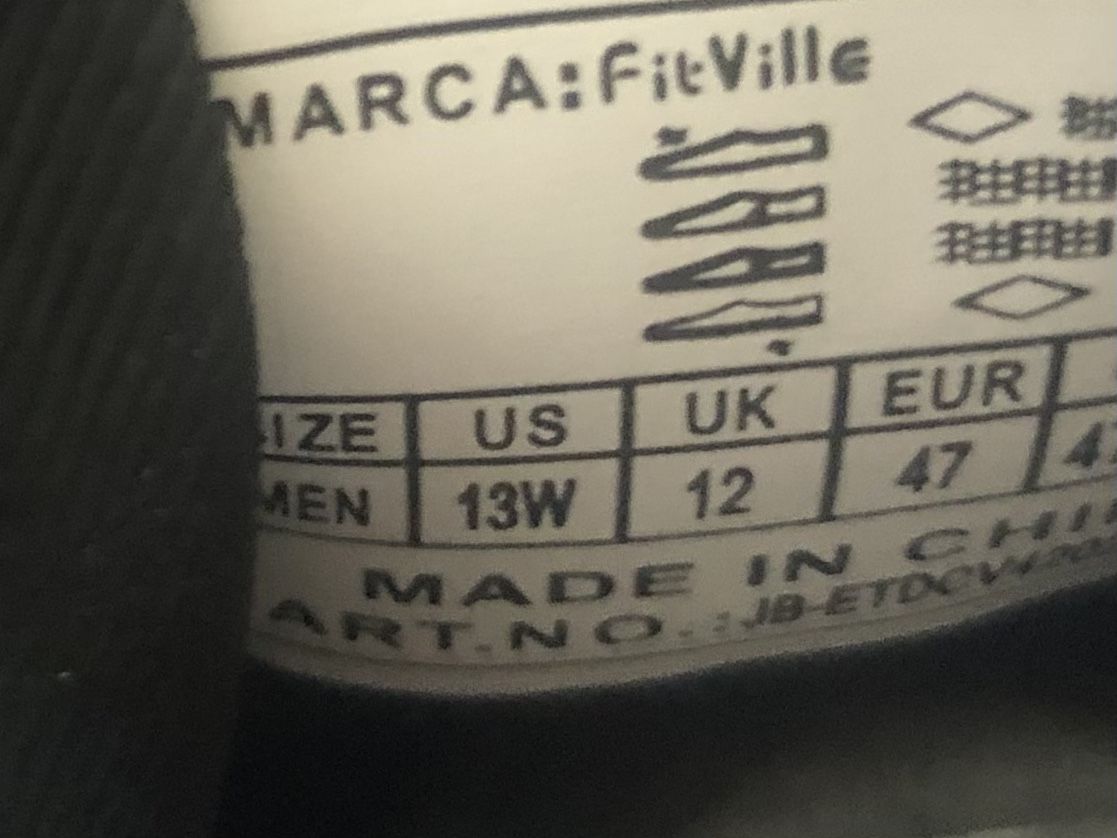 MARCA:FitVille
SIZE US UK EUR
MEN 13W 12 47
MADE IN
ART.NO.: